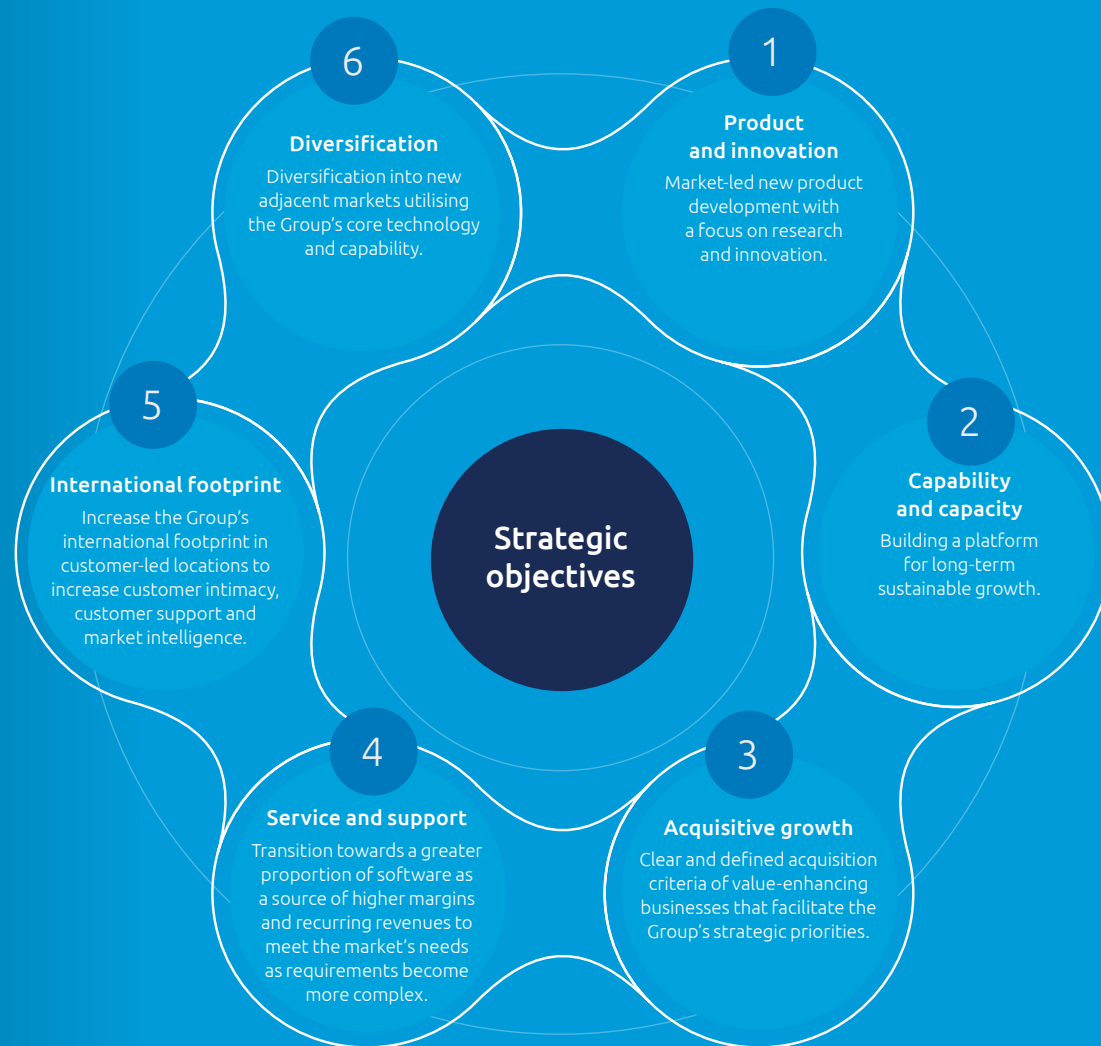 Strategic
objectives
1
Product
and innovation
Market-led new product
development with
a focus on research
and innovation.
2
Capability
and capacity
Building a platform
for long-term
sustainable growth.
3
Acquisitive growth
Clear and defined acquisition
criteria of value-enhancing
businesses that facilitate the
Group’s strategic priorities.
4
Service and support
Transition towards a greater
proportion of software as
a source of higher margins
and recurring revenues to
meet the market’s needs
as requirements become
more complex.
5
International footprint
Increase the Group’s
international footprint in
customer-led locations to
increase customer intimacy,
customer support and
market intelligence.
6
Diversification
Diversification into new
adjacent markets utilising
the Group’s core technology
and capability.